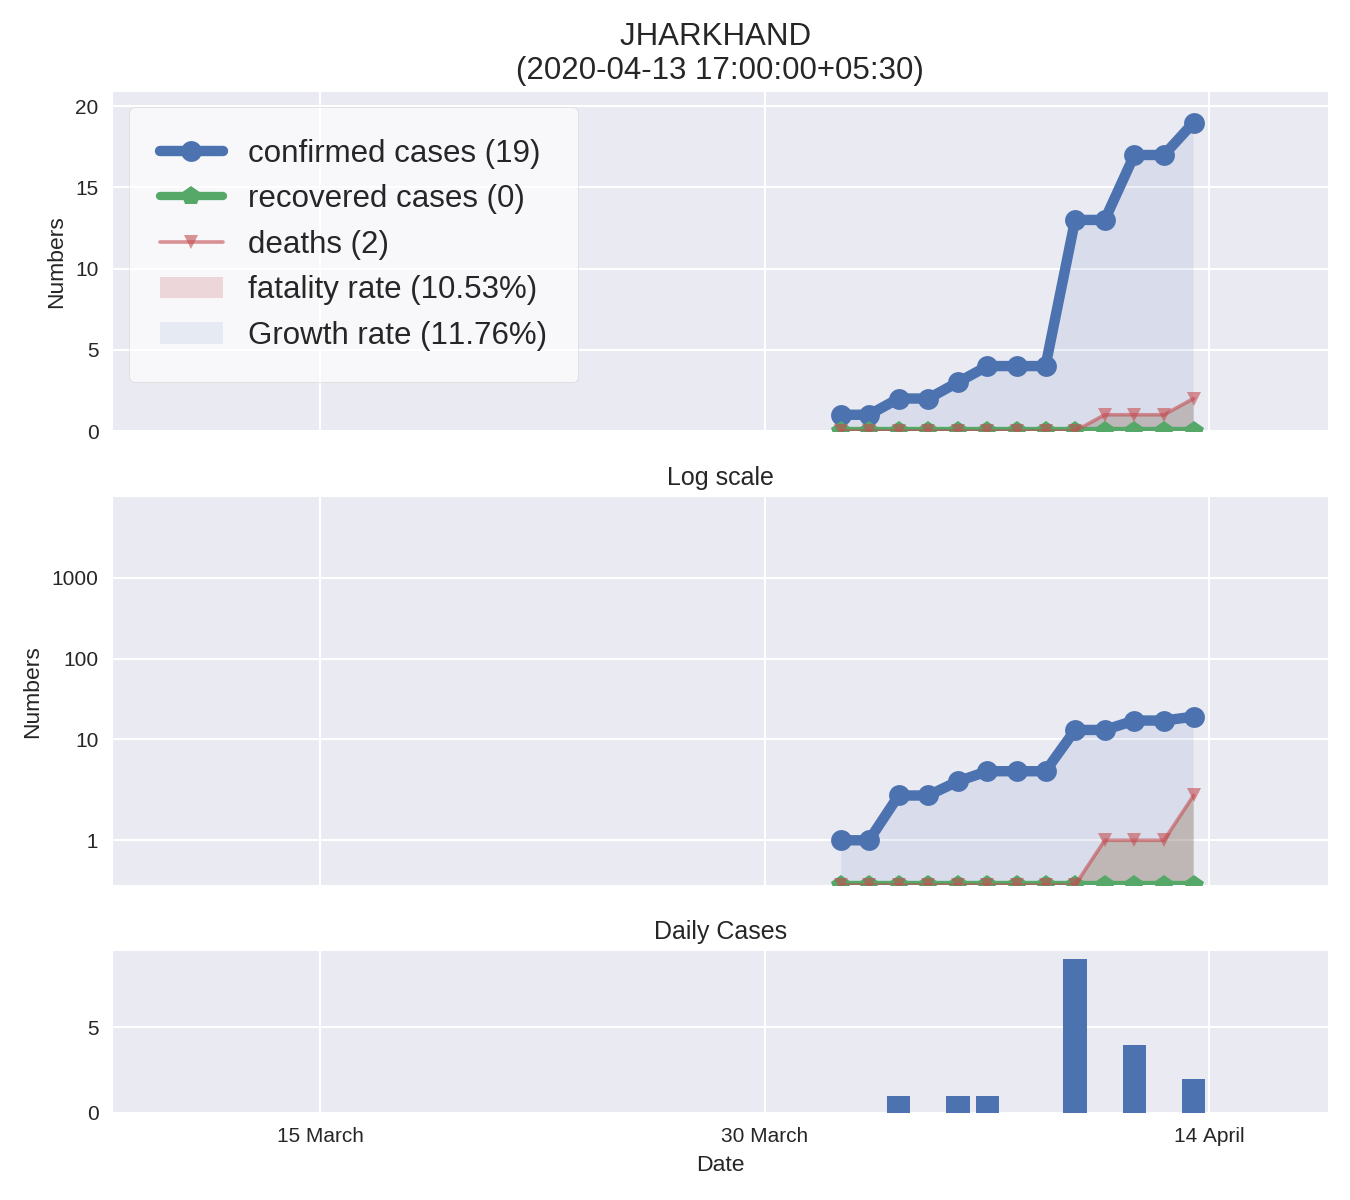 JHARKHAND
(2020-04-13 17:00:00+05:30)
20
15
10
5
0
Numbers
confirmed cases (19)
recovered cases (0)
deaths (2)
fatality rate (10.53%)
Growth rate (11.76%)
Log scale
1000
100
10
1
Numbers
Daily Cases
5
0
15 March
30 March
14 April
Date